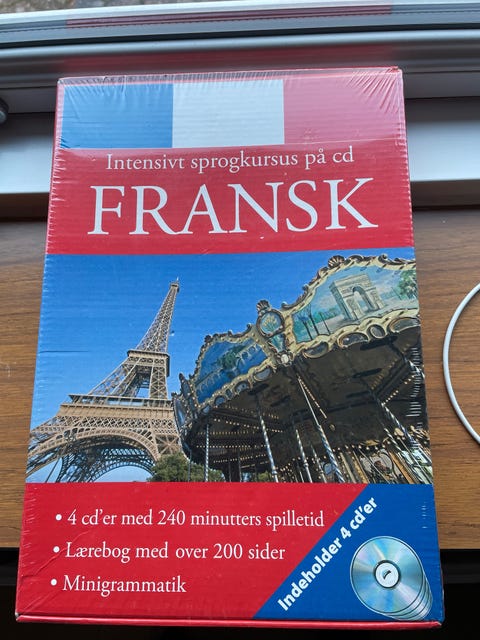 Intensivt sprogkursus på cd
FRANSK
• 4 cd'er med 240 minutters spilletid
• Lærebog med over 200 sider
• Minigrammatik
Indeholder 4 cd'er